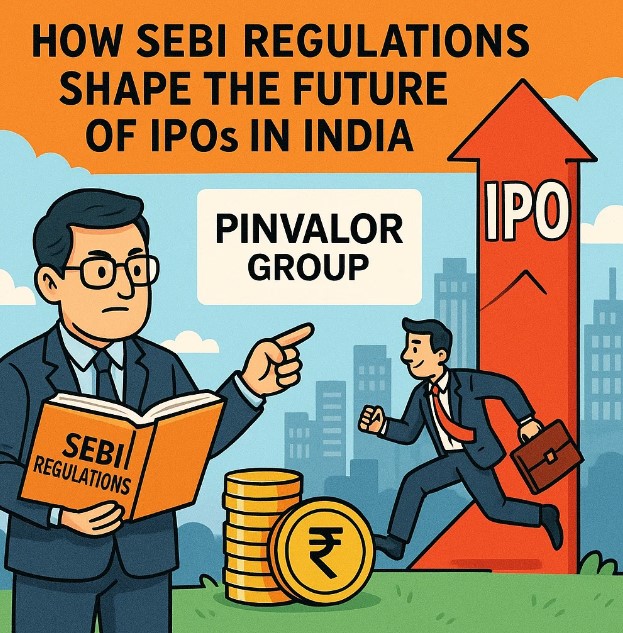 HOW SEBI REGULATIONS
SHAPE THE FUTURE
OF IPOs IN INDIA
PINVALOR
GROUP
IPO
SEBI
REGULATIONS
₹